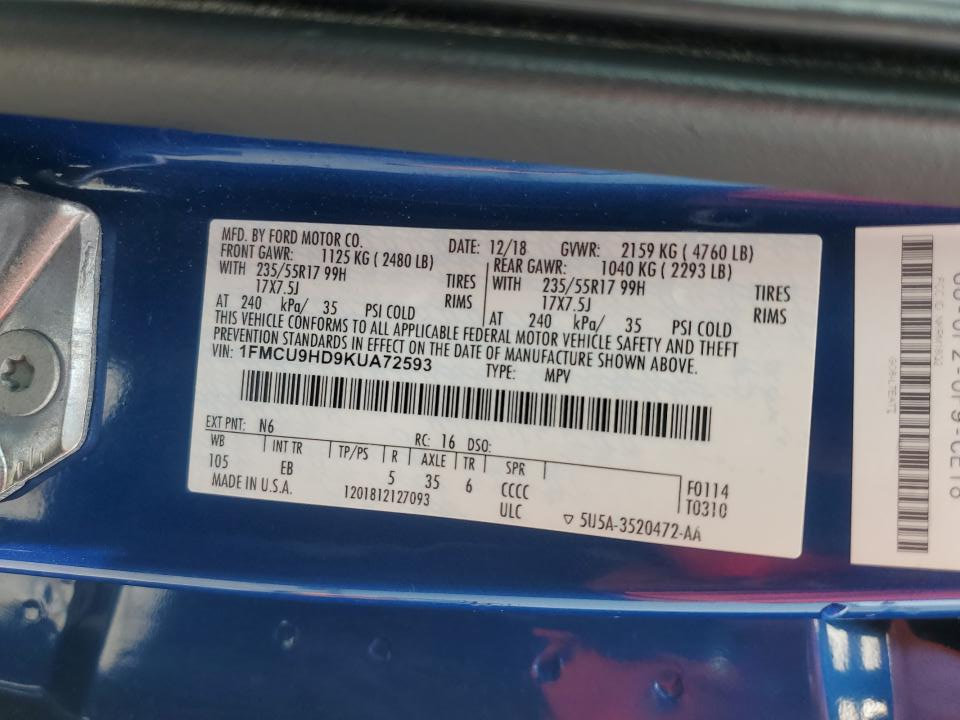 MFD. BY FORD MOTOR CO. DATE: 12/18 GVWR: 2159 KG (4760 LB)
FRONT GAWR: 1125 KG (2480 LB) REAR GAWR: 1040 KG (2293 LB)
WITH 235/55R17 99H TIRES WITH 235/55R17 99H TIRES
17X7.5J RIMS 17X7.5J RIMS
AT 240 kPa/ 35 PSI COLD AT 240 kPa/ 35 PSI COLD
THIS VEHICLE CONFORMS TO ALL APPLICABLE FEDERAL MOTOR VEHICLE SAFETY AND THEFT
PREVENTION STANDARDS IN EFFECT ON THE DATE OF MANUFACTURE SHOWN ABOVE.
VIN: 1FMCU9HD9KUA72593 TYPE: MPV
EXT PNT: N6 RC: 16 DSO:
WB INT TR TP/PS R AXLE TR SPR
105 EB 5 35 6 CCCC F0114
MADE IN U.S.A. 1201812127093 ULC T0310
▽ 5U5A-3520472-AA